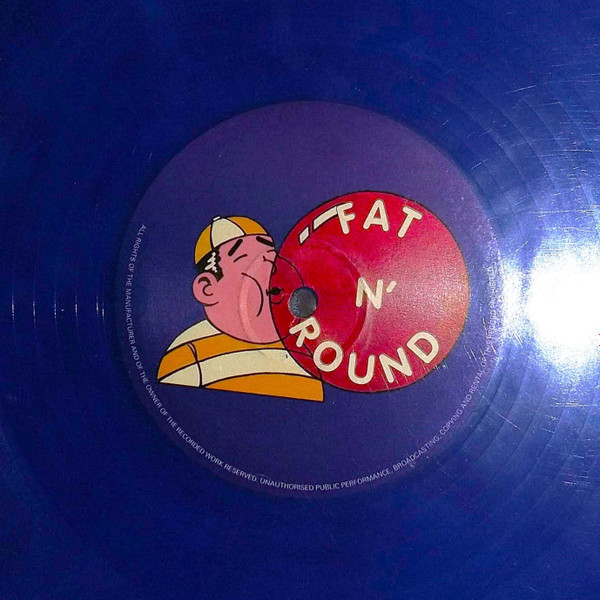 FAT
N'
ROUND
ALL RIGHTS OF THE MANUFACTURER AND OF THE OWNER OF THE RECORDED WORK RESERVED. UNAUTHORISED PUBLIC PERFORMANCE, BROADCASTING, COPYING AND RENTAL